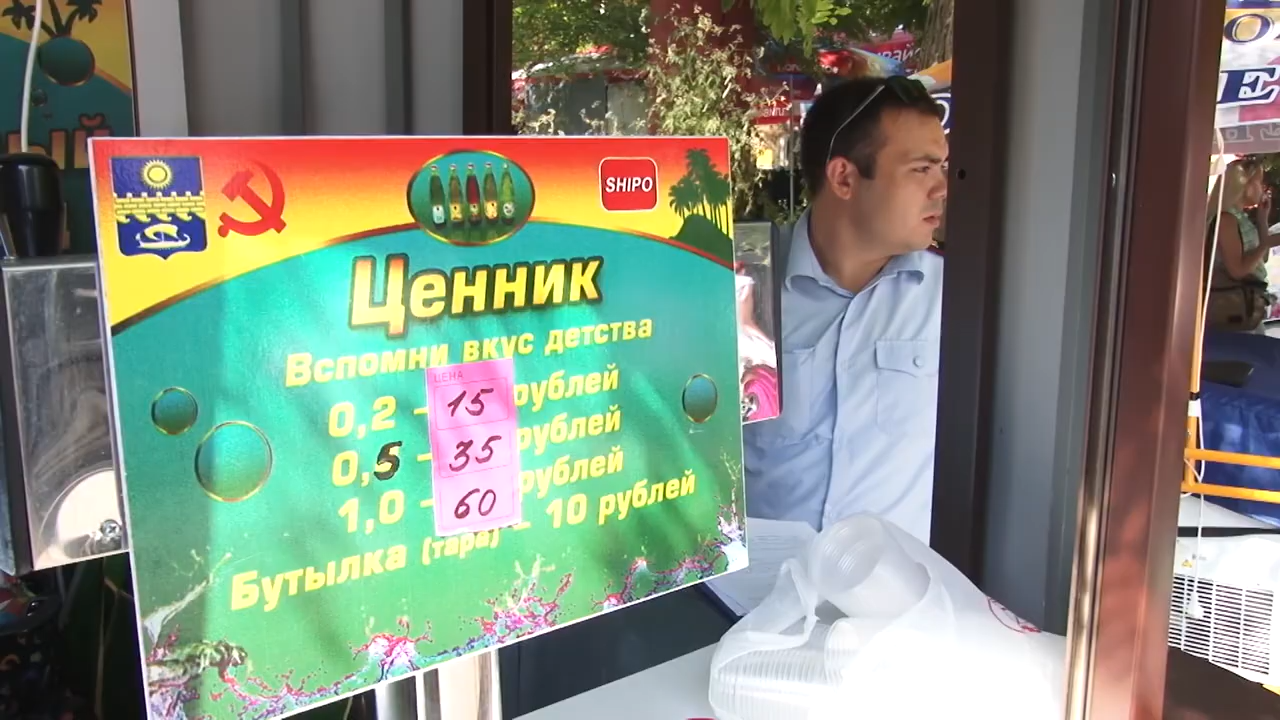 SHIPO
Ценник
Вспомни вкус детства
ЦЕНА
0,2 - 15 рублей
0,5 - 35 рублей
1,0 - 60 рублей
Бутылка (тара) - 10 рублей